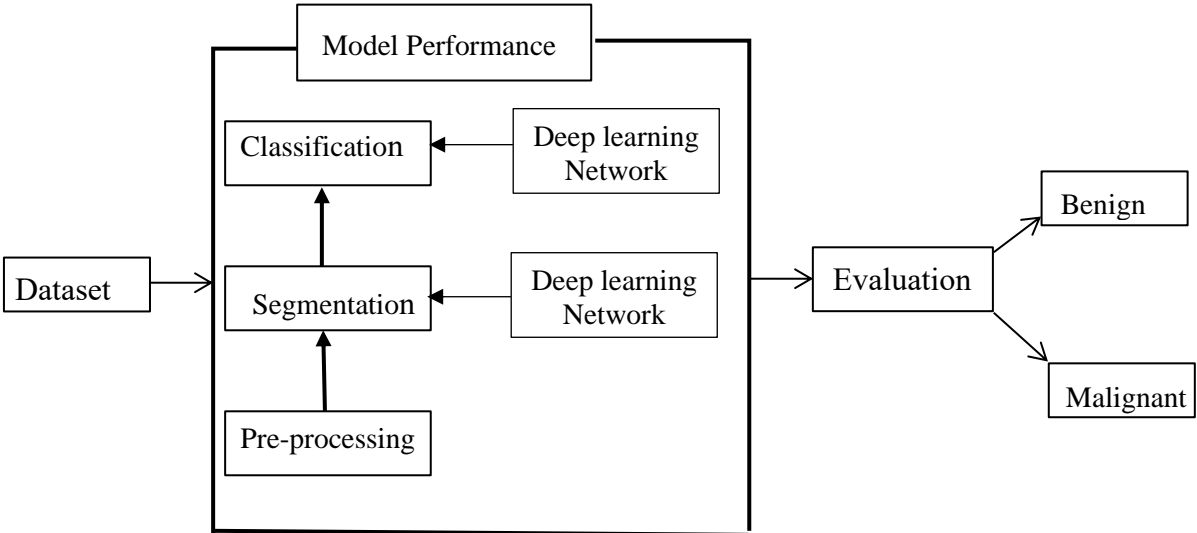 Model Performance
Classification
Deep learning
Network
Dataset
Segmentation
Deep learning
Network
Pre-processing
Evaluation
Benign
Malignant